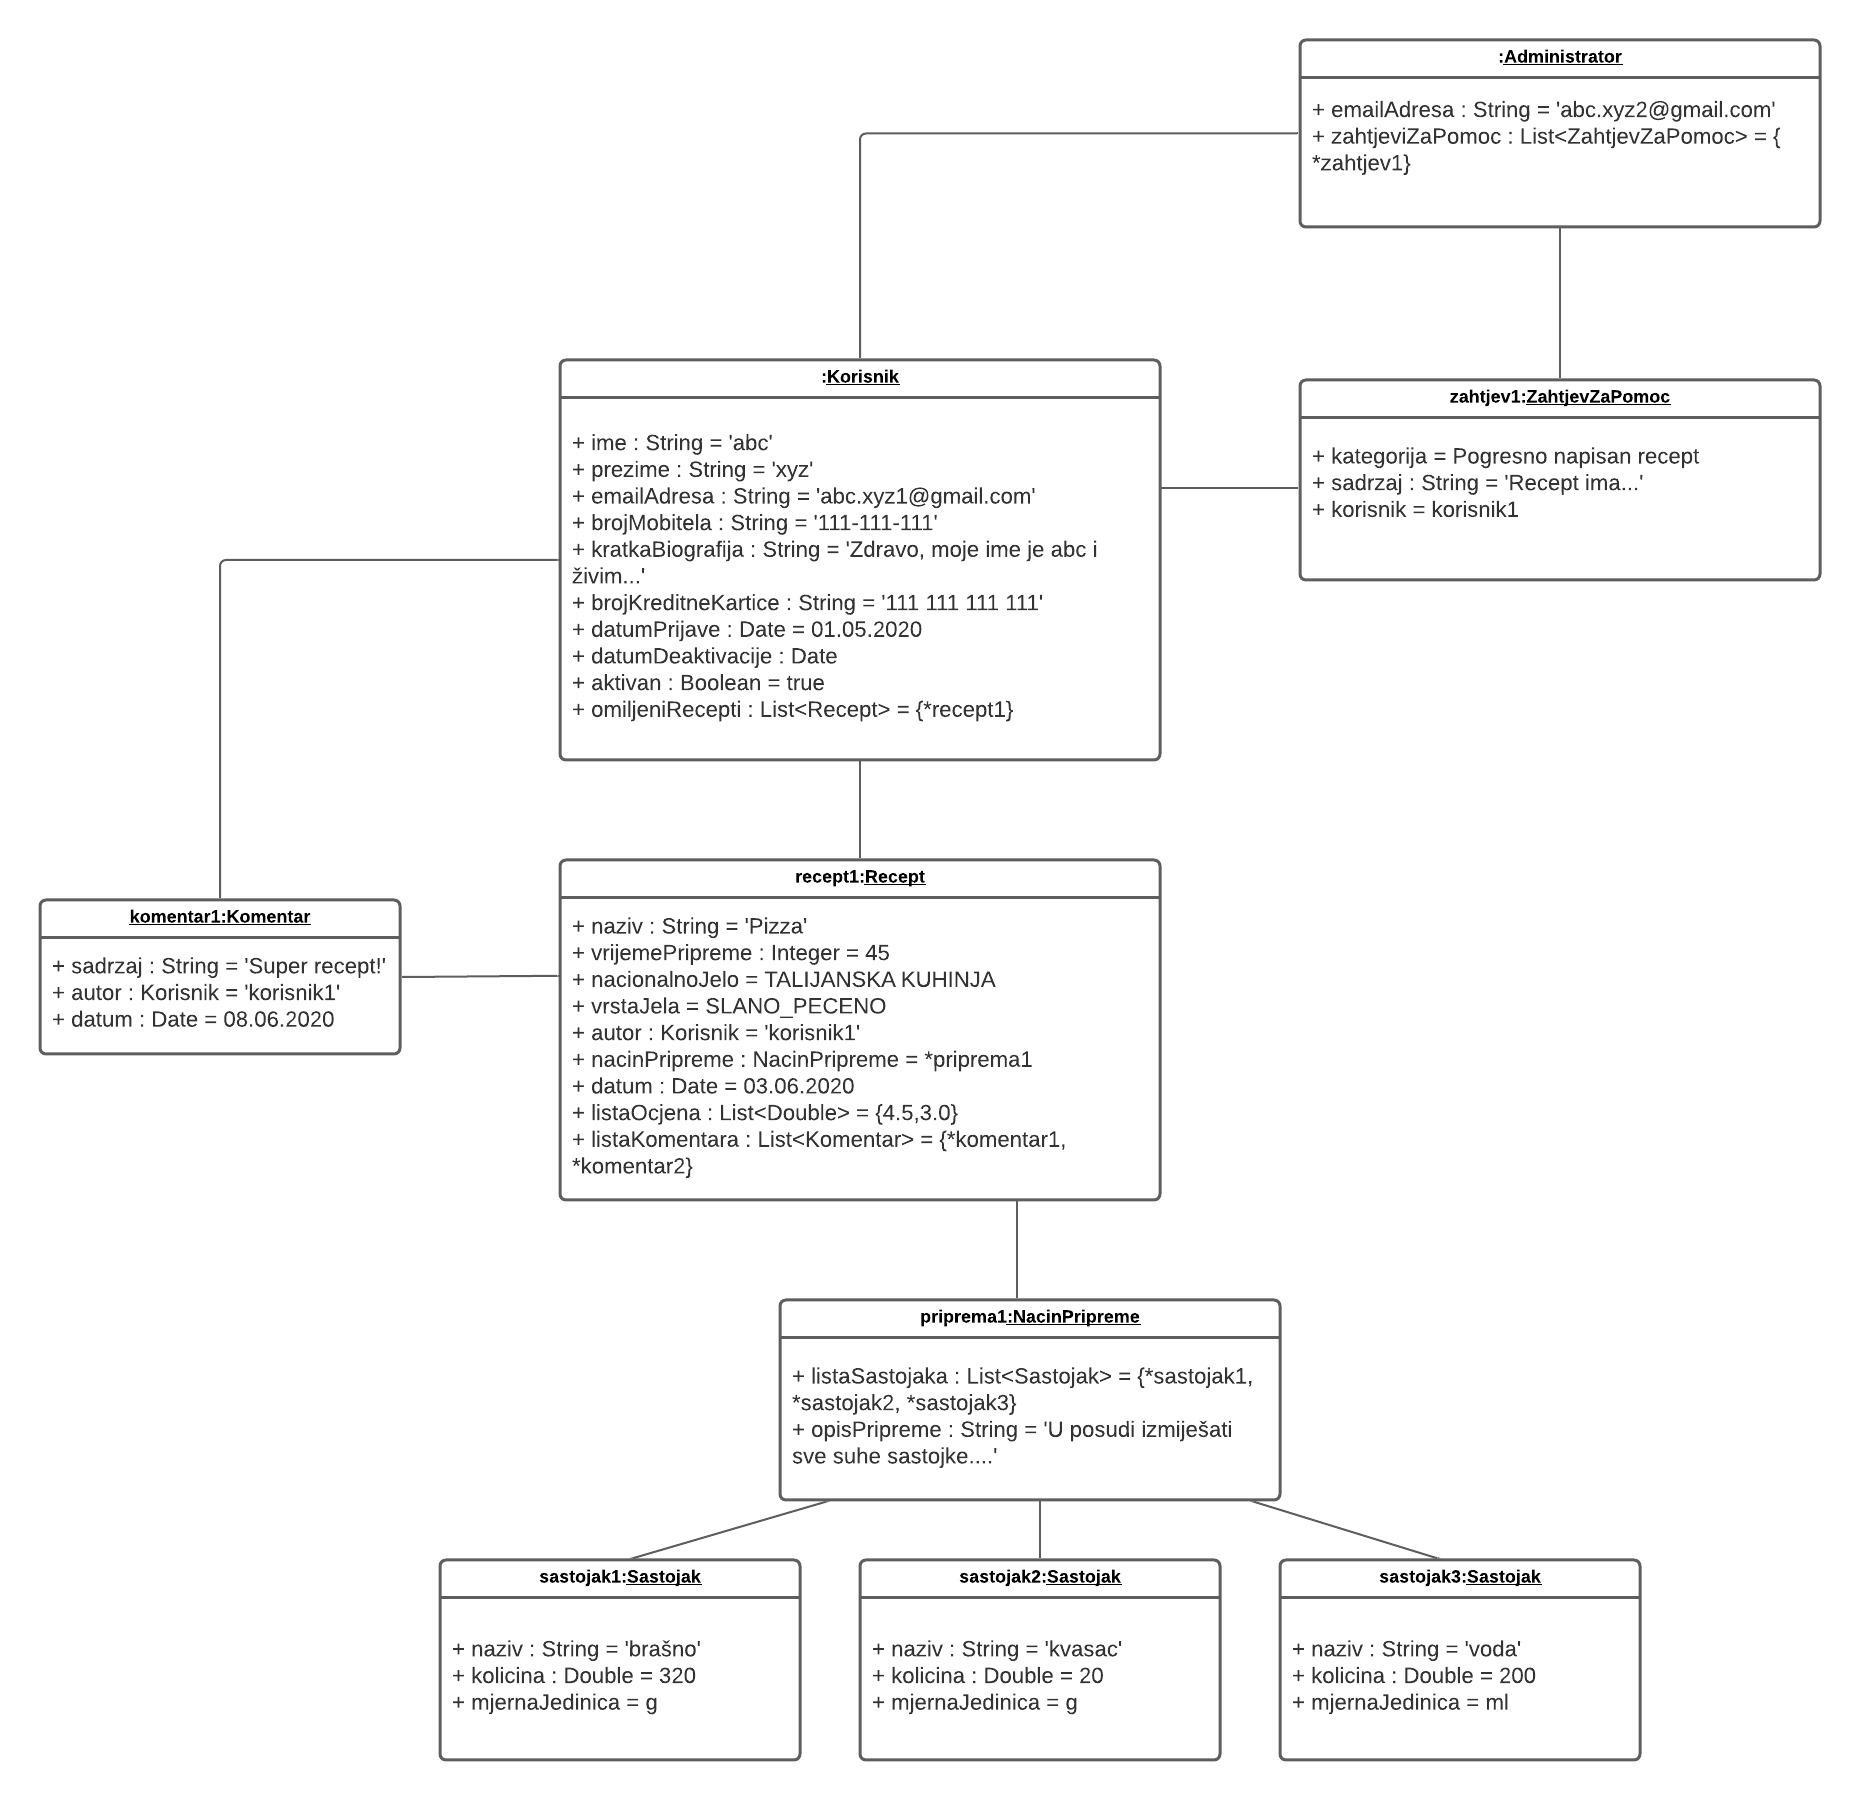 :Administrator
+ emailAdresa : String = 'abc.xyz2@gmail.com'
+ zahtjeviZaPomoc : List<ZahtjevZaPomoc> = {
*zahtjev1}
:Korisnik
+ ime : String = 'abc'
+ prezime : String = 'xyz'
+ emailAdresa : String = 'abc.xyz1@gmail.com'
+ brojMobitela : String = '111-111-111'
+ kratkaBiografija : String = 'Zdravo, moje ime je abc i
živim...'
+ brojKreditneKartice : String = '111 111 111 111'
+ datumPrijave : Date = 01.05.2020
+ datumDeaktivacije : Date
+ aktivan : Boolean = true
+ omiljeniRecepti : List<Recept> = {*recept1}
zahtjev1:ZahtjevZaPomoc
+ kategorija = Pogresno napisan recept
+ sadrzaj : String = 'Recept ima...'
+ korisnik = korisnik1
komentar1:Komentar
+ sadrzaj : String = 'Super recept!'
+ autor : Korisnik = 'korisnik1'
+ datum : Date = 08.06.2020
recept1:Recept
+ naziv : String = 'Pizza'
+ vrijemePripreme : Integer = 45
+ nacionalnoJelo = TALIJANSKA KUHINJA
+ vrstaJela = SLANO_PECENO
+ autor : Korisnik = 'korisnik1'
+ nacinPripreme : NacinPripreme = *priprema1
+ datum : Date = 03.06.2020
+ listaOcjena : List<Double> = {4.5,3.0}
+ listaKomentara : List<Komentar> = {*komentar1,
*komentar2}
priprema1:NacinPripreme
+ listaSastojaka : List<Sastojak> = {*sastojak1,
*sastojak2, *sastojak3}
+ opisPripreme : String = 'U posudi izmiješati
sve suhe sastojke....'
sastojak1:Sastojak
+ naziv : String = 'brašno'
+ kolicina : Double = 320
+ mjernaJedinica = g
sastojak2:Sastojak
+ naziv : String = 'kvasac'
+ kolicina : Double = 20
+ mjernaJedinica = g
sastojak3:Sastojak
+ naziv : String = 'voda'
+ kolicina : Double = 200
+ mjernaJedinica = ml